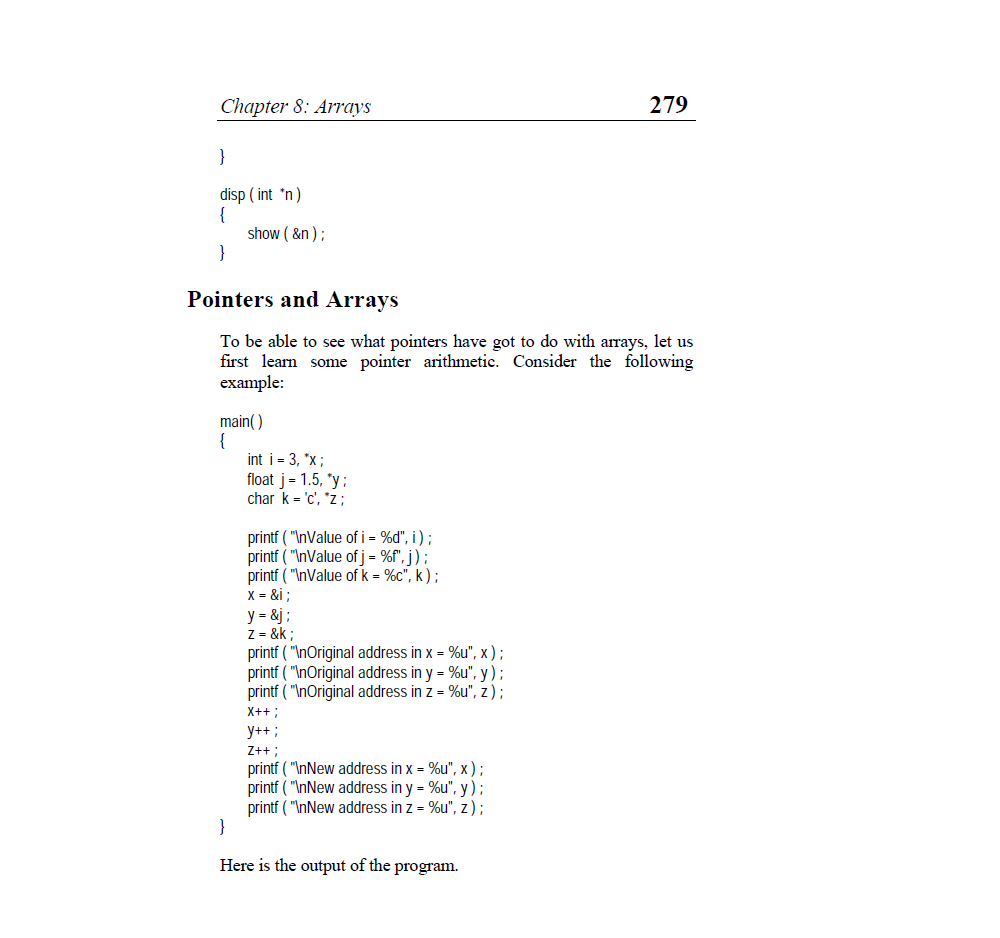 Chapter 8: Arrays 279
}
disp ( int *n )
{
show ( &n ) ;
}
Pointers and Arrays
To be able to see what pointers have got to do with arrays, let us
first learn some pointer arithmetic. Consider the following
example:
main( )
{
int i = 3, *x ;
float j = 1.5, *y ;
char k = 'c', *z ;
printf ( "\nValue of i = %d", i ) ;
printf ( "\nValue of j = %f", j ) ;
printf ( "\nValue of k = %c", k ) ;
x = &i ;
y = &j ;
z = &k ;
printf ( "\nOriginal address in x = %u", x ) ;
printf ( "\nOriginal address in y = %u", y ) ;
printf ( "\nOriginal address in z = %u", z ) ;
x++ ;
y++ ;
z++ ;
printf ( "\nNew address in x = %u", x ) ;
printf ( "\nNew address in y = %u", y ) ;
printf ( "\nNew address in z = %u", z ) ;
}
Here is the output of the program.